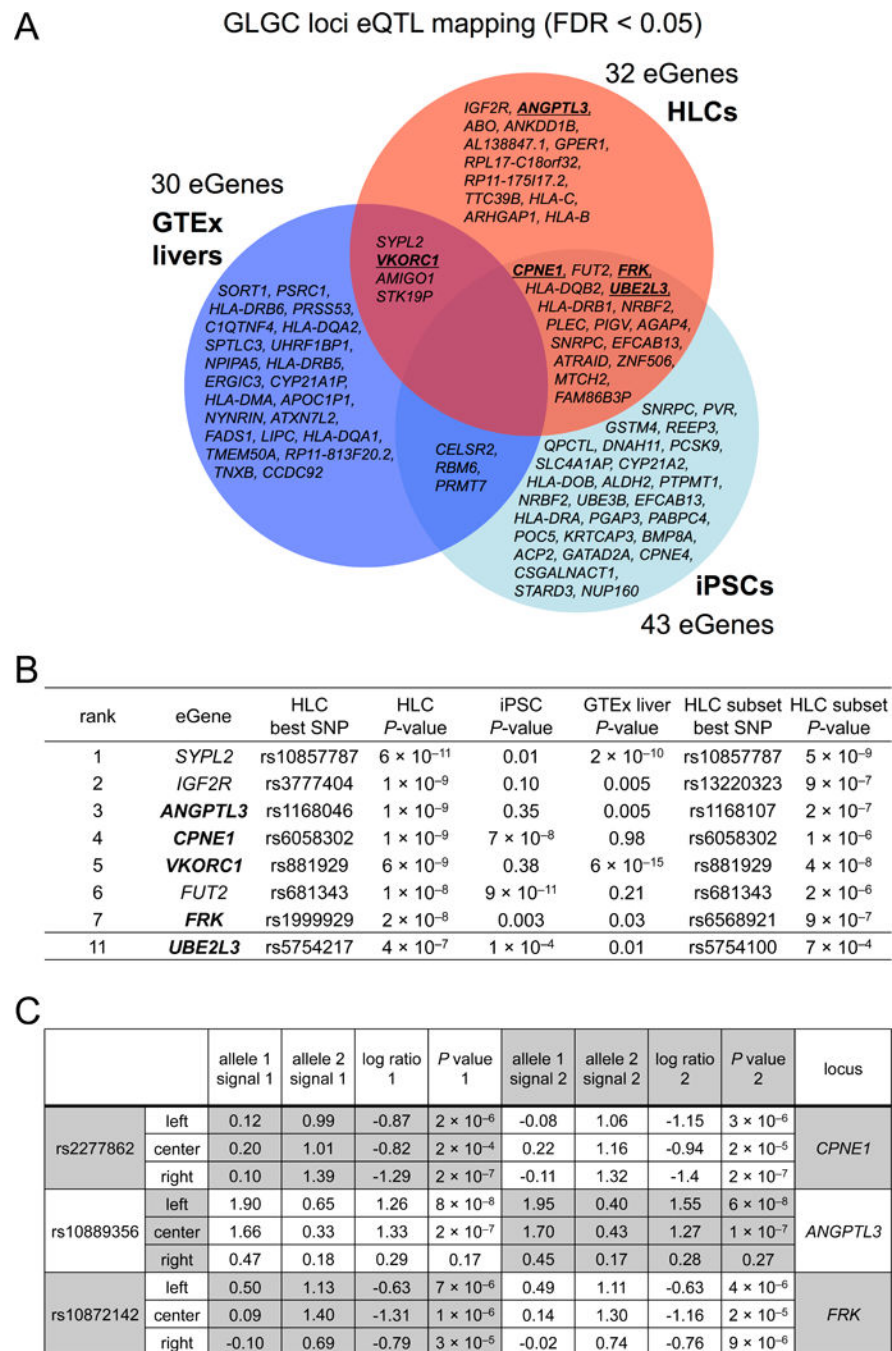 A
GLGC loci eQTL mapping (FDR < 0.05)
32 eGenes
HLCs
IGF2R, ANGPTL3,
ABO, ANKDD1B,
AL138847.1, GPER1,
RPL17-C18orf32,
RP11-175I17.2,
TTC39B, HLA-C,
ARHGAP1, HLA-B
30 eGenes
GTEx
livers
SYPL2
VKORC1
AMIGO1
STK19P
CPNE1, FUT2, FRK,
HLA-DQB2, UBE2L3,
HLA-DRB1, NRBF2,
PLEC, PIGV, AGAP4,
SNRPC, EFCAB13,
ATRAID, ZNF506,
MTCH2,
FAM86B3P
SORT1, PSRC1,
HLA-DRB6, PRSS53,
C1QTNF4, HLA-DQA2,
SPTLC3, UHRF1BP1,
NPIPA5, HLA-DRB5,
ERGIC3, CYP21A1P,
HLA-DMA, APOC1P1,
NYNRIN, ATXN7L2,
FADS1, LIPC, HLA-DQA1,
TMEM50A, RP11-813F20.2,
TNXB, CCDC92
CELSR2,
RBM6,
PRMT7
SNRPC, PVR,
GSTM4, REEP3,
QPCTL, DNAH11, PCSK9,
SLC4A1AP, CYP21A2,
HLA-DOB, ALDH2, PTPMT1,
NRBF2, UBE3B, EFCAB13,
HLA-DRA, PGAP3, PABPC4,
POC5, KRTCAP3, BMP8A,
ACP2, GATAD2A, CPNE4,
CSGALNACT1,
STARD3, NUP160
iPSCs
43 eGenes
B
rank eGene HLC best SNP HLC P-value iPSC P-value GTEx liver P-value HLC subset best SNP HLC subset P-value
1 SYPL2 rs10857787 6 × 10⁻¹¹ 0.01 2 × 10⁻¹⁰ rs10857787 5 × 10⁻⁹
2 IGF2R rs3777404 1 × 10⁻⁹ 0.10 0.005 rs13220323 9 × 10⁻⁷
3 ANGPTL3 rs1168046 1 × 10⁻⁹ 0.35 0.005 rs1168107 2 × 10⁻⁷
4 CPNE1 rs6058302 1 × 10⁻⁹ 7 × 10⁻⁸ 0.98 rs6058302 1 × 10⁻⁶
5 VKORC1 rs881929 6 × 10⁻⁹ 0.38 6 × 10⁻¹⁵ rs881929 4 × 10⁻⁸
6 FUT2 rs681343 1 × 10⁻⁸ 9 × 10⁻¹¹ 0.21 rs681343 2 × 10⁻⁶
7 FRK rs1999929 2 × 10⁻⁸ 0.003 0.03 rs6568921 9 × 10⁻⁷
11 UBE2L3 rs5754217 4 × 10⁻⁷ 1 × 10⁻⁴ 0.01 rs5754100 7 × 10⁻⁴
C
allele 1 signal 1 allele 2 signal 1 log ratio 1 P value 1 allele 1 signal 2 allele 2 signal 2 log ratio 2 P value 2 locus
rs2277862 left 0.12 0.99 -0.87 2 × 10⁻⁶ -0.08 1.06 -1.15 3 × 10⁻⁶ CPNE1
center 0.20 1.01 -0.82 2 × 10⁻⁴ 0.22 1.16 -0.94 2 × 10⁻⁵
right 0.10 1.39 -1.29 2 × 10⁻⁷ -0.11 1.32 -1.4 2 × 10⁻⁷
rs10889356 left 1.90 0.65 1.26 8 × 10⁻⁸ 1.95 0.40 1.55 6 × 10⁻⁸ ANGPTL3
center 1.66 0.33 1.33 2 × 10⁻⁷ 1.70 0.43 1.27 1 × 10⁻⁷
right 0.47 0.18 0.29 0.17 0.45 0.17 0.28 0.27
rs10872142 left 0.50 1.13 -0.63 7 × 10⁻⁶ 0.49 1.11 -0.63 4 × 10⁻⁶ FRK
center 0.09 1.40 -1.31 1 × 10⁻⁶ 0.14 1.30 -1.16 2 × 10⁻⁵
right -0.10 0.69 -0.79 3 × 10⁻⁵ -0.02 0.74 -0.76 9 × 10⁻⁶